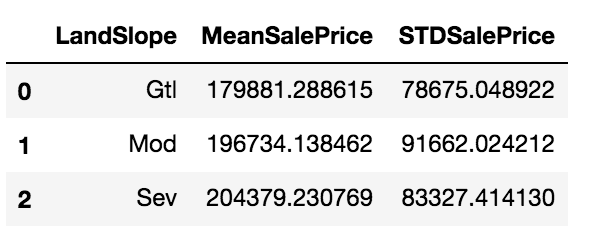 LandSlope MeanSalePrice STDSalePrice
0 Gtl 179881.288615 78675.048922
1 Mod 196734.138462 91662.024212
2 Sev 204379.230769 83327.414130